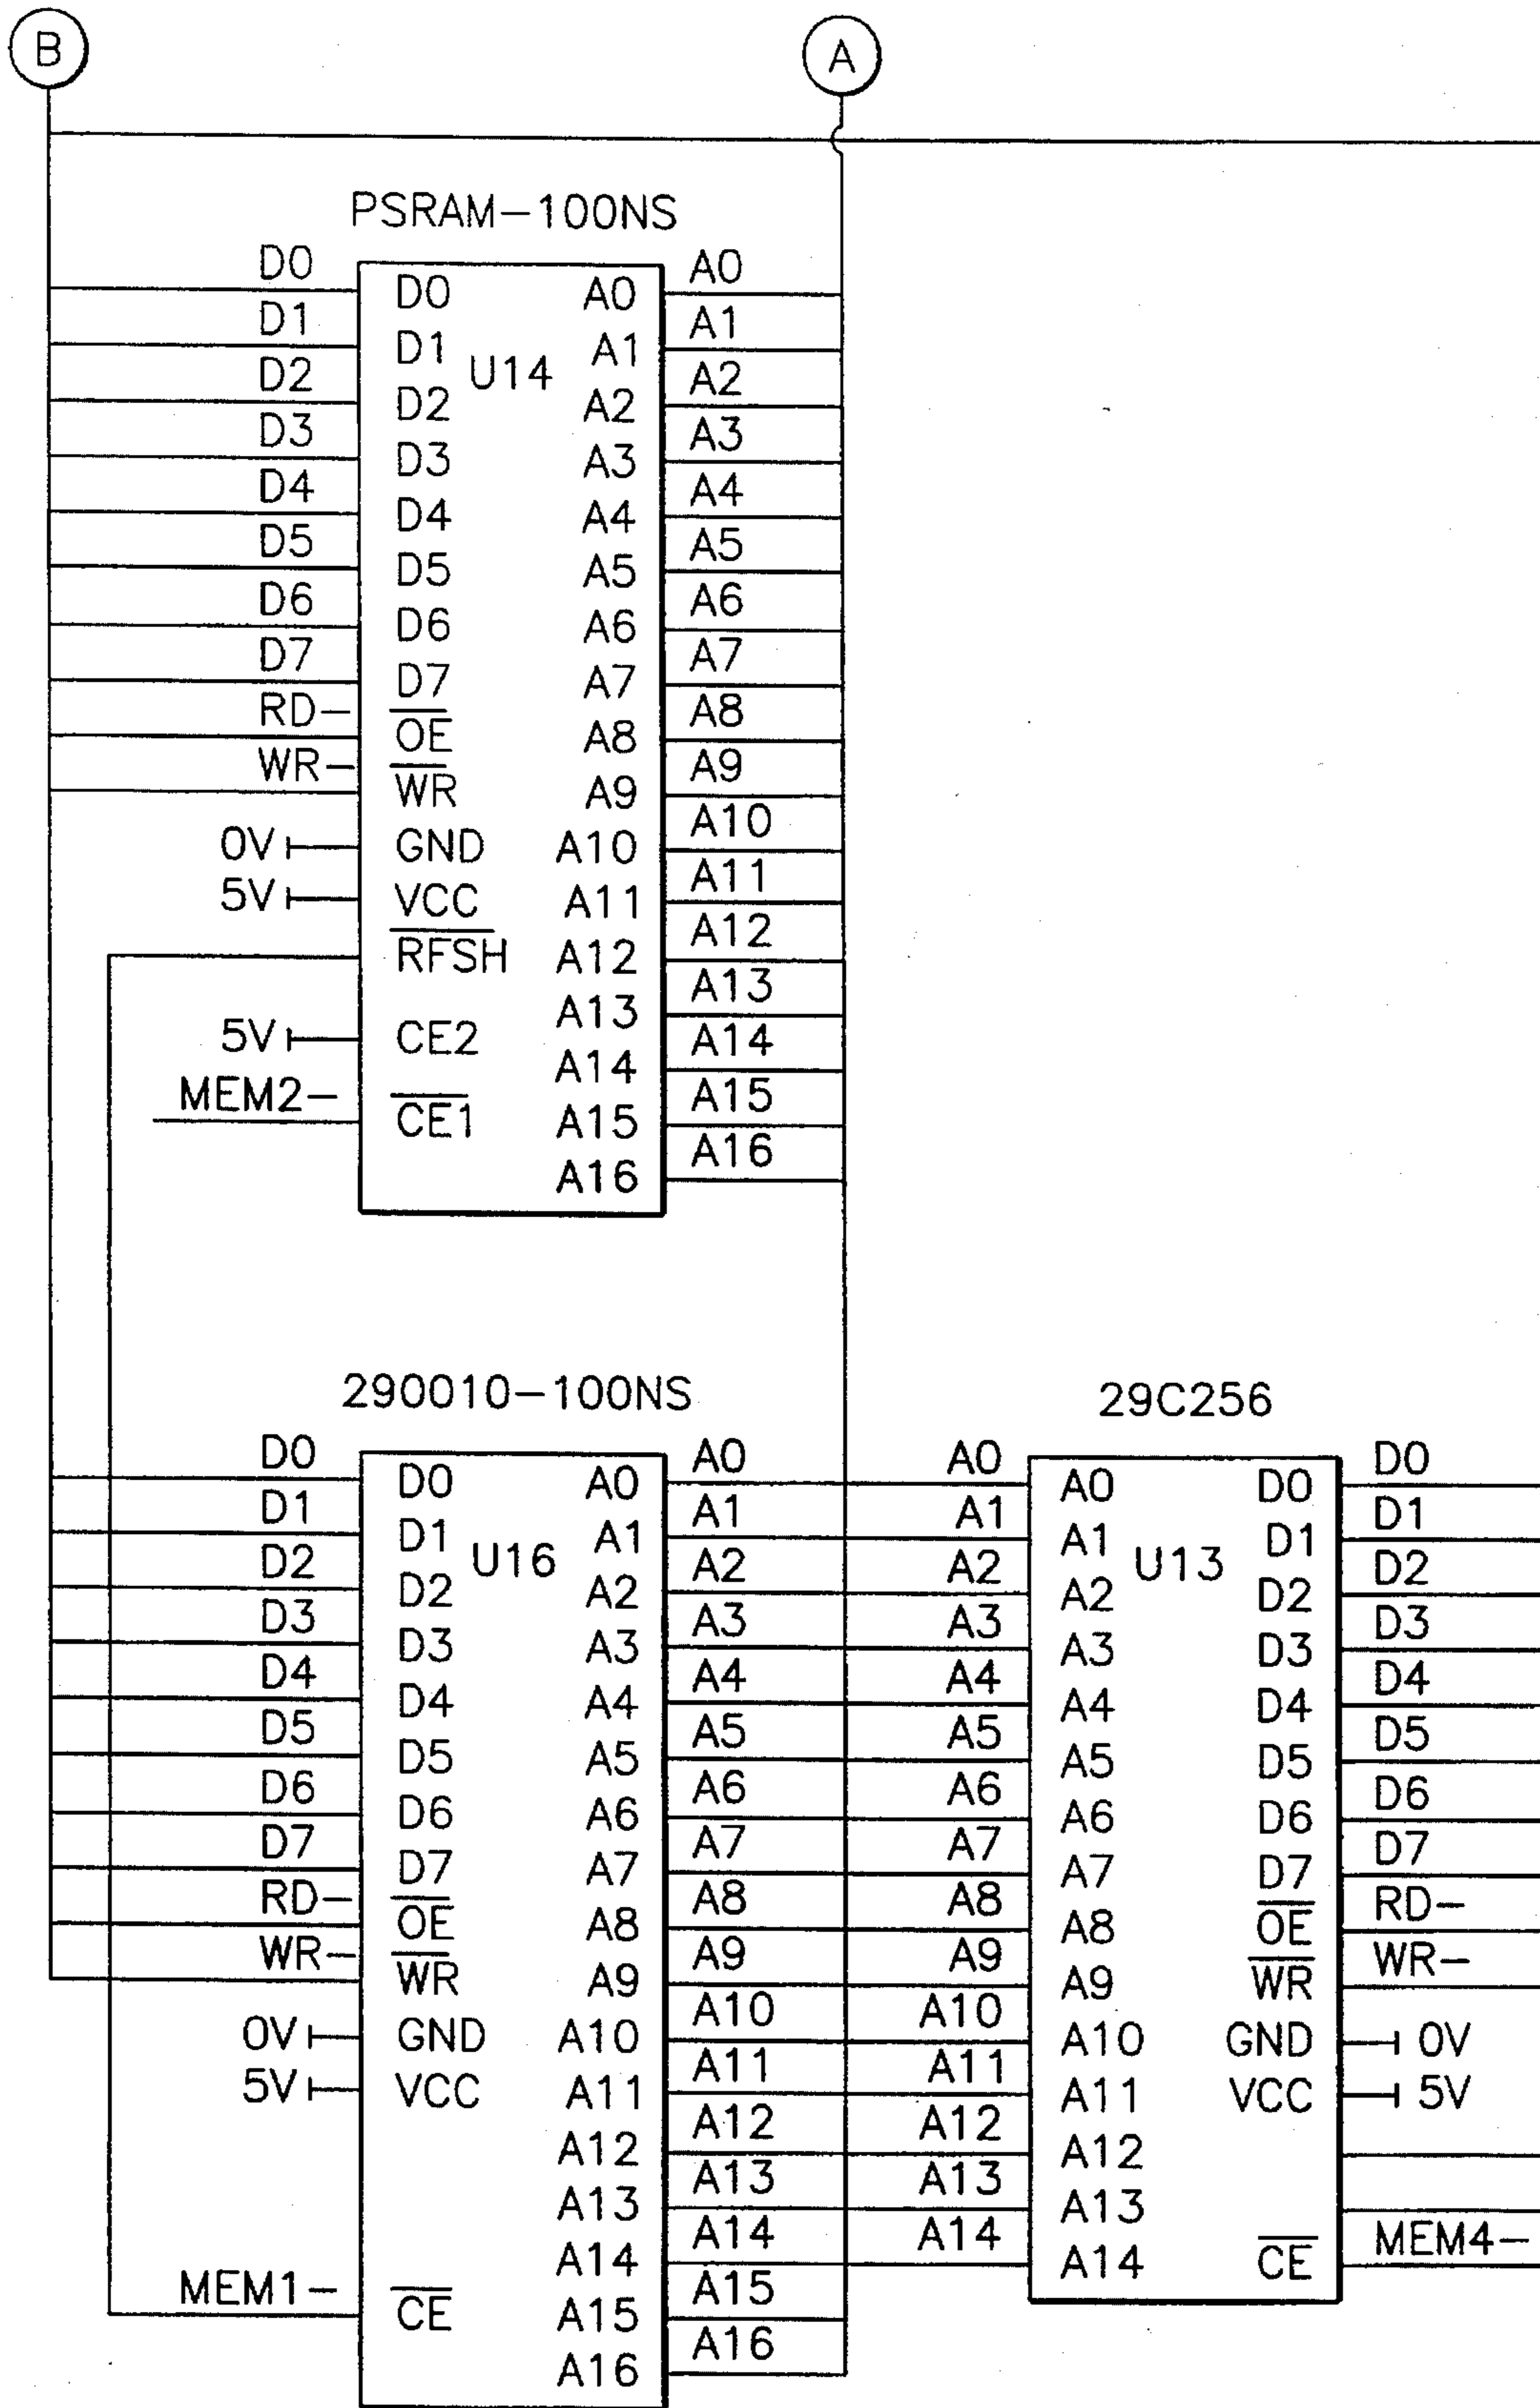 B
A
PSRAM-100NS
D0 D0 A0 A0
D1 D1 A1 A1
U14
D2 D2 A2 A2
D3 D3 A3 A3
D4 D4 A4 A4
D5 D5 A5 A5
D6 D6 A6 A6
D7 D7 A7 A7
RD- OE A8 A8
WR- WR A9 A9
0V GND A10 A10
5V VCC A11 A11
RFSH A12 A12
A13 A13
5V CE2
A14 A14
MEM2- CE1 A15 A15
A16 A16
290010-100NS
D0 D0 A0 A0
D1 D1 A1 A1
U16
D2 D2 A2 A2
D3 D3 A3 A3
D4 D4 A4 A4
D5 D5 A5 A5
D6 D6 A6 A6
D7 D7 A7 A7
RD- OE A8 A8
WR- WR A9 A9
0V GND A10 A10
5V VCC A11 A11
A12 A12
A13 A13
A14 A14
MEM1- CE A15 A15
A16 A16
29C256
A0 A0 D0 D0
A1 A1 D1 D1
U13
A2 A2 D2 D2
A3 A3 D3 D3
A4 A4 D4 D4
A5 A5 D5 D5
A6 A6 D6 D6
A7 A7 D7 D7
A8 A8 OE RD-
A9 A9 WR WR-
A10 A10 GND 0V
A11 A11 VCC 5V
A12 A12
A13 A13
A14 A14 CE MEM4-